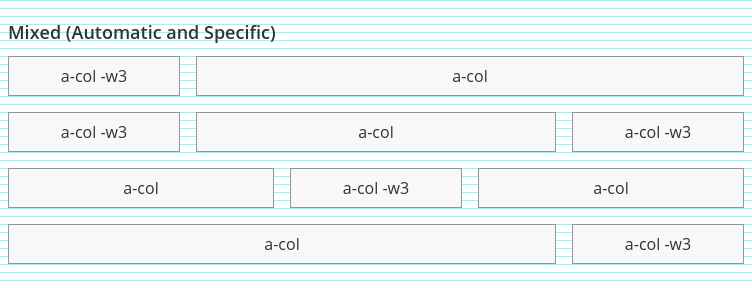 Mixed (Automatic and Specific)
a-col -w3 a-col
a-col -w3 a-col a-col -w3
a-col a-col -w3 a-col
a-col a-col -w3